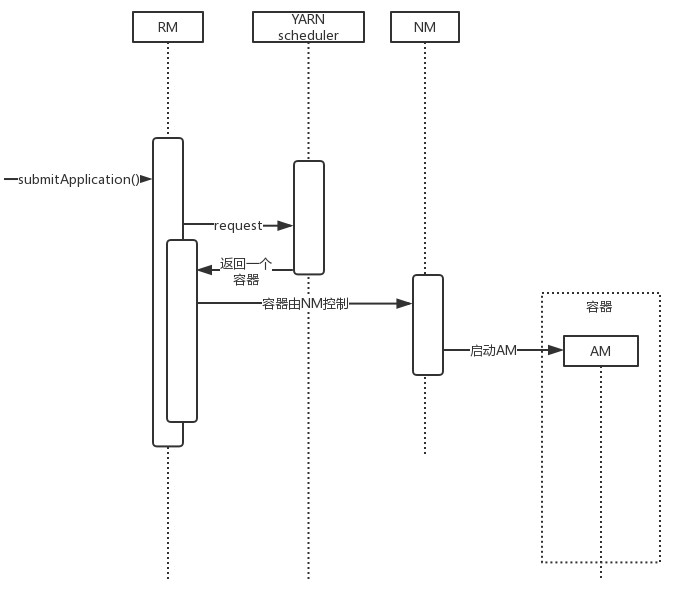 RM
YARN
scheduler
NM
submitApplication()
request
返回一个
容器
容器由NM控制
容器
启动AM
AM